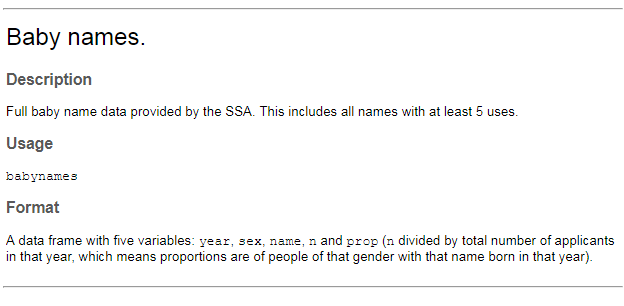 Baby names.
Description
Full baby name data provided by the SSA. This includes all names with at least 5 uses.
Usage
babynames
Format
A data frame with five variables: year, sex, name, n and prop (n divided by total number of applicants
in that year, which means proportions are of people of that gender with that name born in that year).